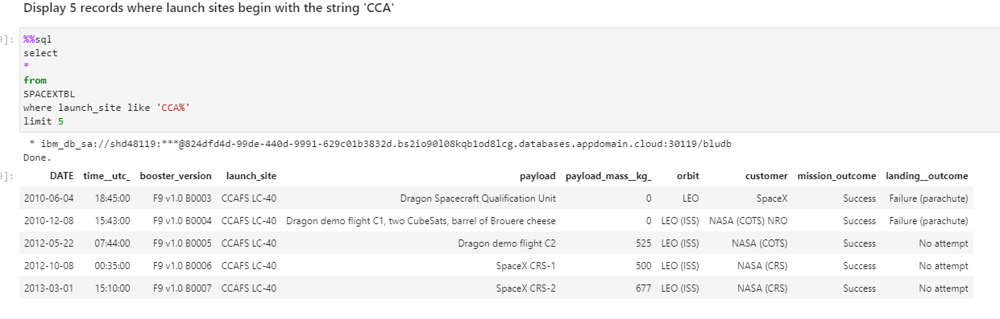 Display 5 records where launch sites begin with the string 'CCA'
9]:
%%sql
select
*
from
SPACEXTBL
where launch_site like 'CCA%'
limit 5
* ibm_db_sa://shd48119:***@824dfd4d-99de-440d-9991-629c01b3832d.bs2io90l08kqb1od8lcg.databases.appdomain.cloud:30119/bludb
Done.
9]:
DATE time__utc_ booster_version launch_site payload payload_mass__kg_ orbit customer mission_outcome landing__outcome
2010-06-04 18:45:00 F9 v1.0 B0003 CCAFS LC-40 Dragon Spacecraft Qualification Unit 0 LEO SpaceX Success Failure (parachute)
2010-12-08 15:43:00 F9 v1.0 B0004 CCAFS LC-40 Dragon demo flight C1, two CubeSats, barrel of Brouere cheese 0 LEO (ISS) NASA (COTS) NRO Success Failure (parachute)
2012-05-22 07:44:00 F9 v1.0 B0005 CCAFS LC-40 Dragon demo flight C2 525 LEO (ISS) NASA (COTS) Success No attempt
2012-10-08 00:35:00 F9 v1.0 B0006 CCAFS LC-40 SpaceX CRS-1 500 LEO (ISS) NASA (CRS) Success No attempt
2013-03-01 15:10:00 F9 v1.0 B0007 CCAFS LC-40 SpaceX CRS-2 677 LEO (ISS) NASA (CRS) Success No attempt